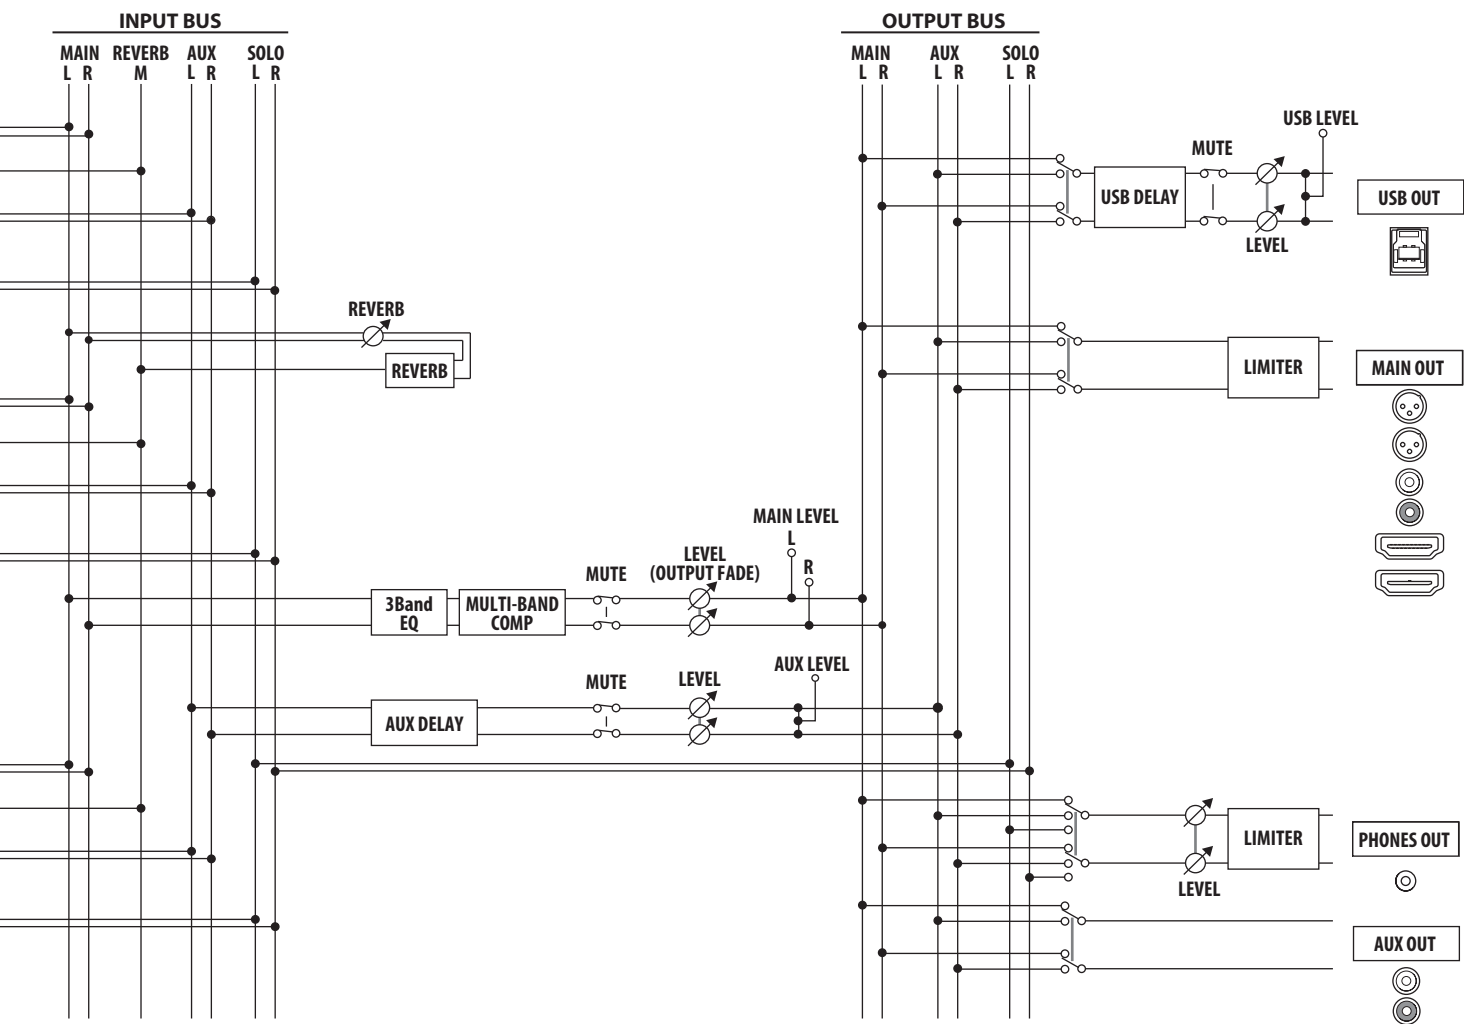 INPUT BUS
OUTPUT BUS
MAIN REVERB AUX SOLO
L R M L R L R
MAIN AUX SOLO
L R L R L R
USB LEVEL
MUTE
USB DELAY
LEVEL
USB OUT
REVERB
REVERB
LIMITER
MAIN OUT
MAIN LEVEL
L
R
LEVEL
(OUTPUT FADE)
MUTE
3Band
EQ
MULTI-BAND
COMP
AUX LEVEL
MUTE
LEVEL
AUX DELAY
LIMITER
PHONES OUT
LEVEL
AUX OUT